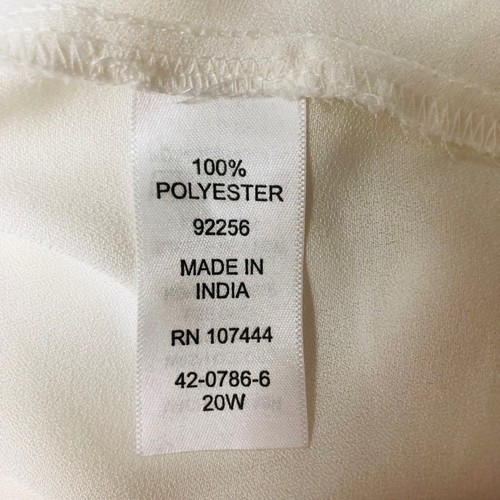 100%
POLYESTER
92256
MADE IN
INDIA
RN 107444
42-0786-6
20W